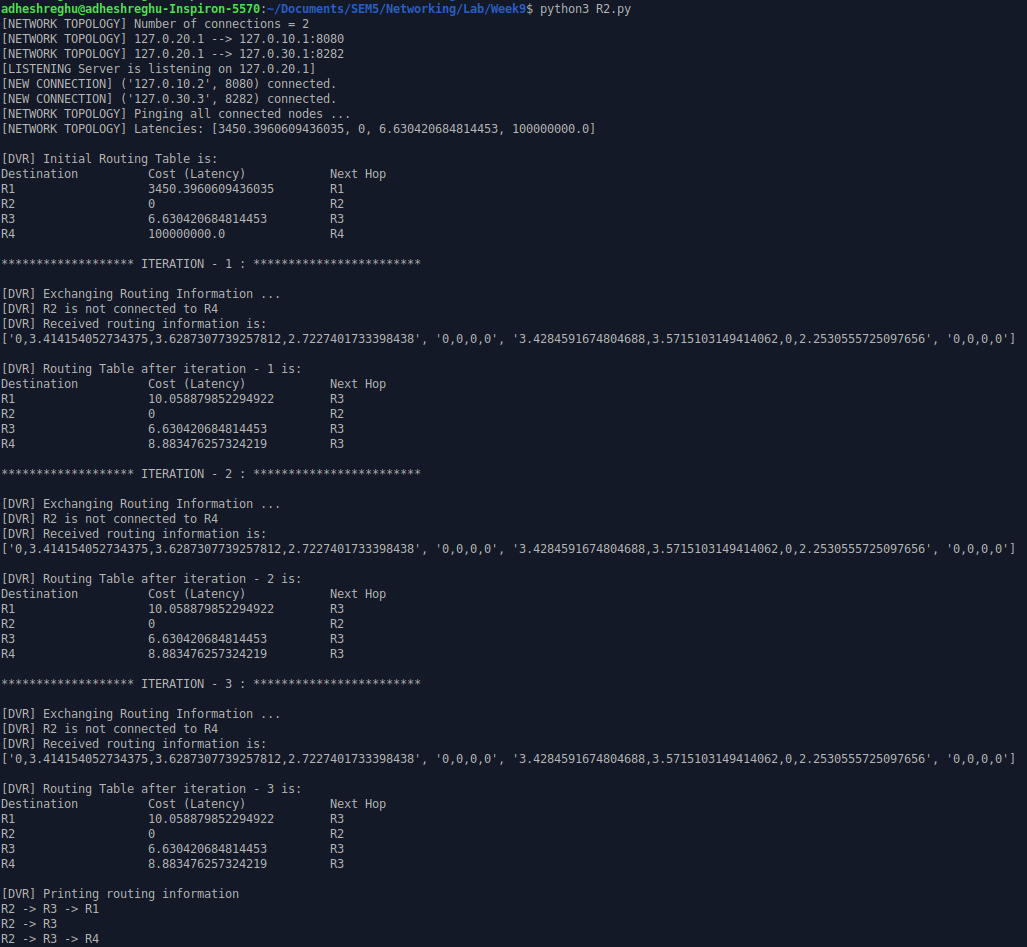 adheshreghu@adheshreghu-Inspiron-5570:~/Documents/SEM5/Networking/Lab/Week9$ python3 R2.py
[NETWORK TOPOLOGY] Number of connections = 2
[NETWORK TOPOLOGY] 127.0.20.1 --> 127.0.10.1:8080
[NETWORK TOPOLOGY] 127.0.20.1 --> 127.0.30.1:8282
[LISTENING Server is listening on 127.0.20.1]
[NEW CONNECTION] ('127.0.10.2', 8080) connected.
[NEW CONNECTION] ('127.0.30.3', 8282) connected.
[NETWORK TOPOLOGY] Pinging all connected nodes ...
[NETWORK TOPOLOGY] Latencies: [3450.3960609436035, 0, 6.630420684814453, 100000000.0]
[DVR] Initial Routing Table is:
Destination Cost (Latency) Next Hop
R1 3450.3960609436035 R1
R2 0 R2
R3 6.630420684814453 R3
R4 100000000.0 R4
******************* ITERATION - 1 : ************************
[DVR] Exchanging Routing Information ...
[DVR] R2 is not connected to R4
[DVR] Received routing information is:
['0,3.414154052734375,3.6287307739257812,2.7227401733398438', '0,0,0,0', '3.4284591674804688,3.5715103149414062,0,2.2530555725097656', '0,0,0,0']
[DVR] Routing Table after iteration - 1 is:
Destination Cost (Latency) Next Hop
R1 10.058879852294922 R3
R2 0 R2
R3 6.630420684814453 R3
R4 8.883476257324219 R3
******************* ITERATION - 2 : ************************
[DVR] Exchanging Routing Information ...
[DVR] R2 is not connected to R4
[DVR] Received routing information is:
['0,3.414154052734375,3.6287307739257812,2.7227401733398438', '0,0,0,0', '3.4284591674804688,3.5715103149414062,0,2.2530555725097656', '0,0,0,0']
[DVR] Routing Table after iteration - 2 is:
Destination Cost (Latency) Next Hop
R1 10.058879852294922 R3
R2 0 R2
R3 6.630420684814453 R3
R4 8.883476257324219 R3
******************* ITERATION - 3 : ************************
[DVR] Exchanging Routing Information ...
[DVR] R2 is not connected to R4
[DVR] Received routing information is:
['0,3.414154052734375,3.6287307739257812,2.7227401733398438', '0,0,0,0', '3.4284591674804688,3.5715103149414062,0,2.2530555725097656', '0,0,0,0']
[DVR] Routing Table after iteration - 3 is:
Destination Cost (Latency) Next Hop
R1 10.058879852294922 R3
R2 0 R2
R3 6.630420684814453 R3
R4 8.883476257324219 R3
[DVR] Printing routing information
R2 -> R3 -> R1
R2 -> R3
R2 -> R3 -> R4